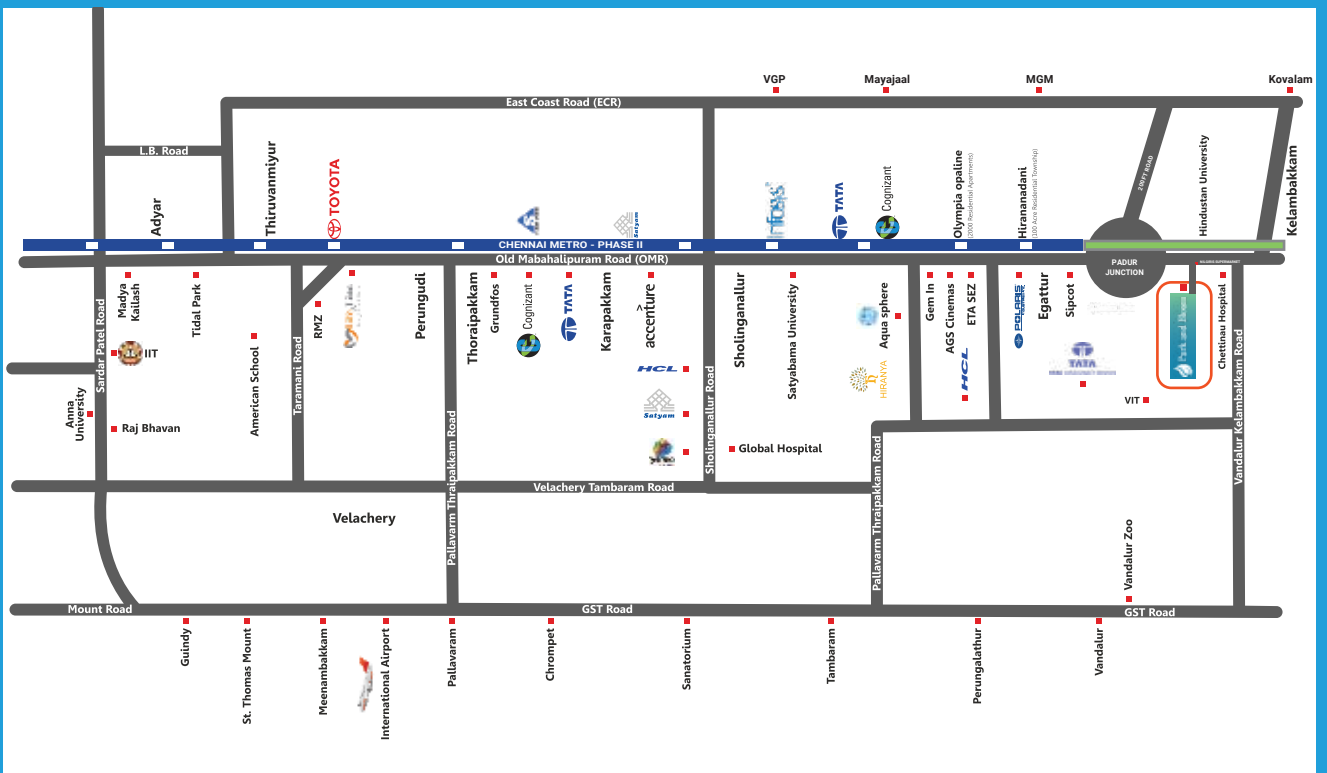 VGP
Mayajaal
MGM
Kovalam
East Coast Road (ECR)
L.B. Road
Adyar
Thiruvanmiyur
TOYOTA
Satyam
Infosys
TATA
Cognizant
Olympia opaline
(2000 Residential Apartments)
Hirananadani
(100 Acre Residential Township)
200 FT ROAD
Hindustan University
Kelambakkam
CHENNAI METRO - PHASE II
Old Mabahalipuram Road (OMR)
PADUR
JUNCTION
Sardar Patel Road
Madya
Kailash
Tidal Park
IIT
Anna
University
Raj Bhavan
American School
Taramani Road
RMZ
Perungudi
Thoraipakkam
Grundfos
Cognizant
TATA
Karapakkam
accenture
HCL
Satyam
Sholinganallur Road
Sholinganallur
Global Hospital
Satyabama University
Aqua sphere
HIRANYA
Gem In
AGS Cinemas
ETA SEZ
HCL
POLARIS
Egattur
Sipcot
TATA
VIT
Chettinau Hospital
Vandalur Kelambakkam Road
Pallavarm Thraipakkam Road
Pallavarm Thraipakkam Road
Velachery Tambaram Road
Velachery
Vandalur Zoo
Mount Road
GST Road
GST Road
Guindy
St. Thomas Mount
Meenambakkam
International Airport
Pallavaram
Chrompet
Sanatorium
Tambaram
Perungalathur
Vandalur